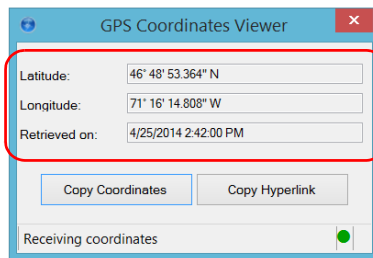 GPS Coordinates Viewer
Latitude: 46° 48' 53.364" N
Longitude: 71° 16' 14.808" W
Retrieved on: 4/25/2014 2:42:00 PM
Copy Coordinates Copy Hyperlink
Receiving coordinates